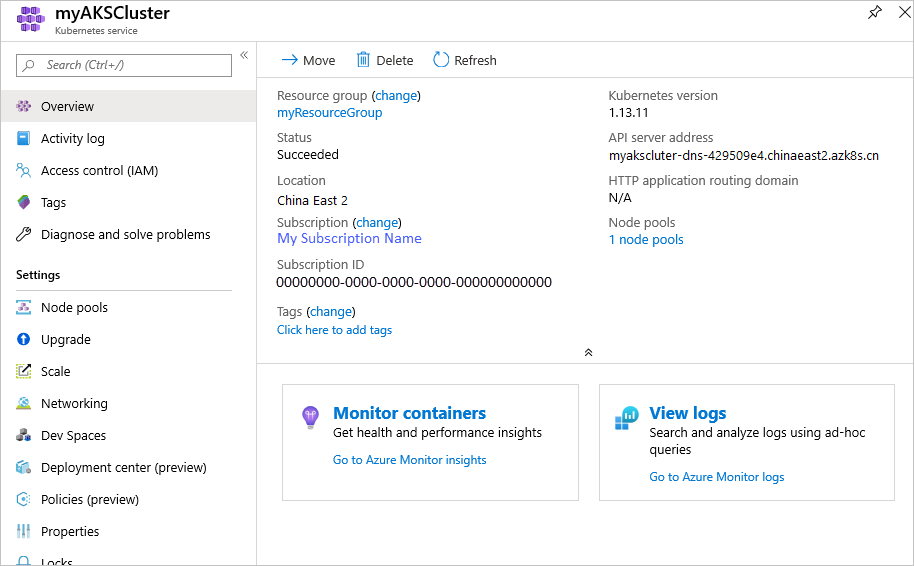 myAKSCluster
Kubernetes service
Search (Ctrl+/)
Overview
Activity log
Access control (IAM)
Tags
Diagnose and solve problems
Settings
Node pools
Upgrade
Scale
Networking
Dev Spaces
Deployment center (preview)
Policies (preview)
Properties
Locks
Move Delete Refresh
Resource group (change)
myResourceGroup
Status
Succeeded
Location
China East 2
Subscription (change)
My Subscription Name
Subscription ID
00000000-0000-0000-0000-000000000000
Tags (change)
Click here to add tags
Kubernetes version
1.13.11
API server address
myakscluter-dns-429509e4.chinaeast2.azk8s.cn
HTTP application routing domain
N/A
Node pools
1 node pools
Monitor containers
Get health and performance insights
Go to Azure Monitor insights
View logs
Search and analyze logs using ad-hoc
queries
Go to Azure Monitor logs